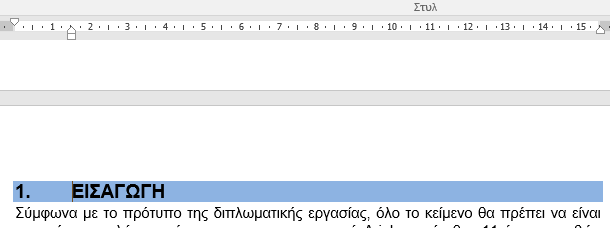 Στυλ
1 2 3 4 5 6 7 8 9 10 11 12 13 14 15
1. ΕΙΣΑΓΩΓΗ
Σύμφωνα με το πρότυπο της διπλωματικής εργασίας, όλο το κείμενο θα πρέπει να είναι